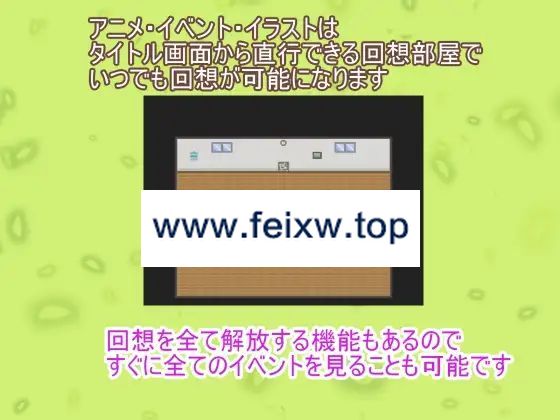 アニメ・イベント・イラストは
タイトル画面から直行できる回想部屋で
いつでも回想が可能になります
www.feixw.top
回想を全て解放する機能もあるので
すぐに全てのイベントを見ることも可能です